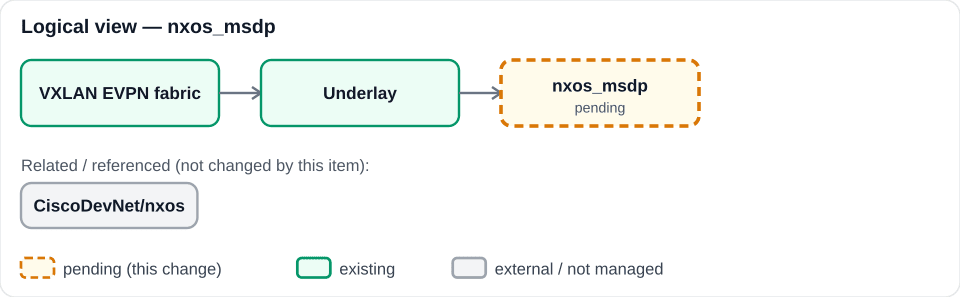 Logical view — nxos_msdp
VXLAN EVPN fabric
Underlay
nxos_msdp
pending
Related / referenced (not changed by this item):
CiscoDevNet/nxos
pending (this change)
existing
external / not managed